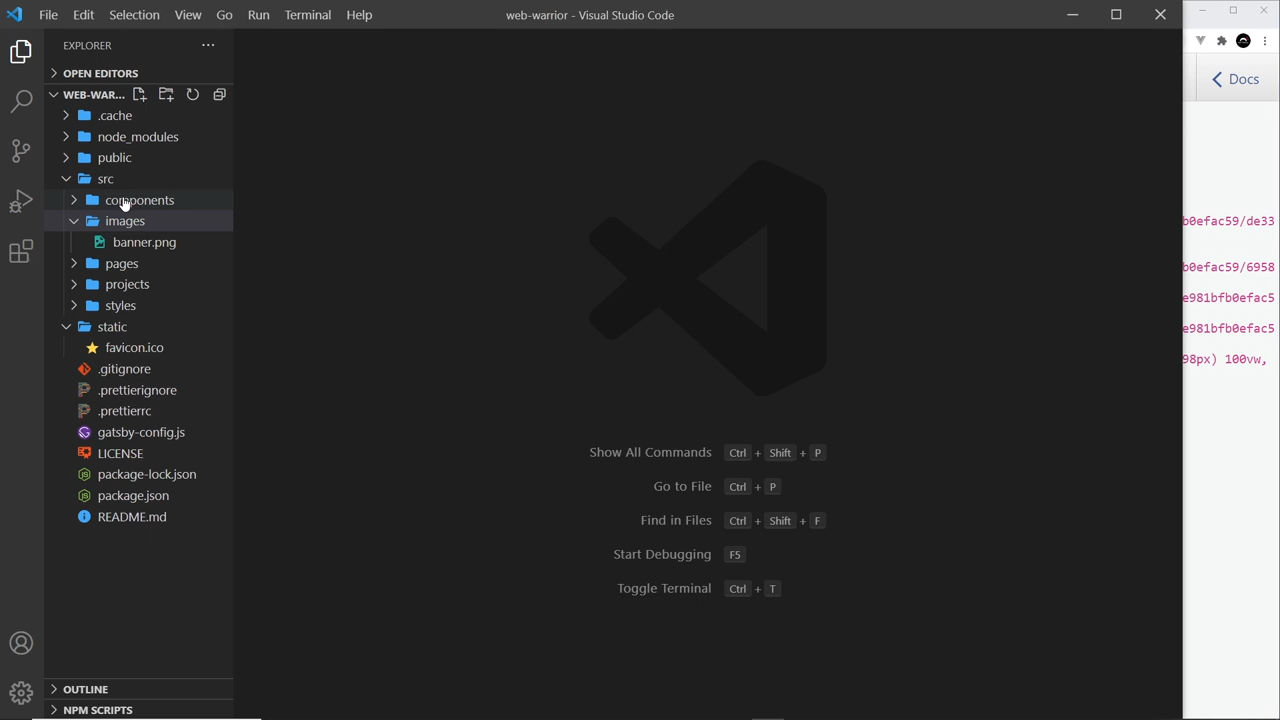 File Edit Selection View Go Run Terminal Help
web-warrior - Visual Studio Code
EXPLORER
OPEN EDITORS
WEB-WAR...
.cache
node_modules
public
src
components
images
banner.png
pages
projects
styles
static
favicon.ico
.gitignore
.prettierignore
.prettierrc
gatsby-config.js
LICENSE
package-lock.json
package.json
README.md
OUTLINE
NPM SCRIPTS
Show All Commands Ctrl + Shift + P
Go to File Ctrl + P
Find in Files Ctrl + Shift + F
Start Debugging F5
Toggle Terminal Ctrl + T
Docs
b0efac59/de33
b0efac59/6958
e981bfb0efac5
e981bfb0efac5
98px) 100vw,